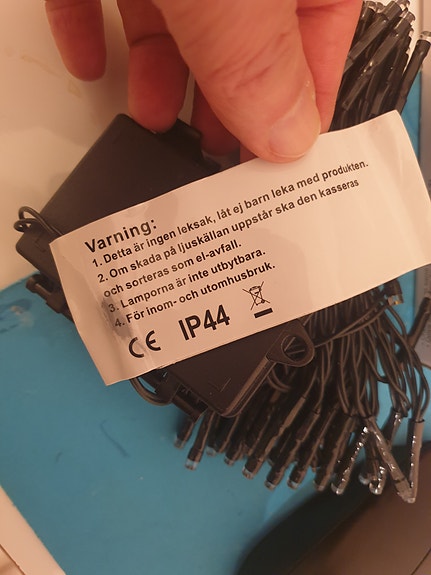 Varning:
1. Detta är ingen leksak, låt ej barn leka med produkten.
2. Om skada på ljuskällan uppstår ska den kasseras
och sorteras som el-avfall.
3. Lamporna är inte utbytbara.
4. För inom- och utomhusbruk.
CE IP44